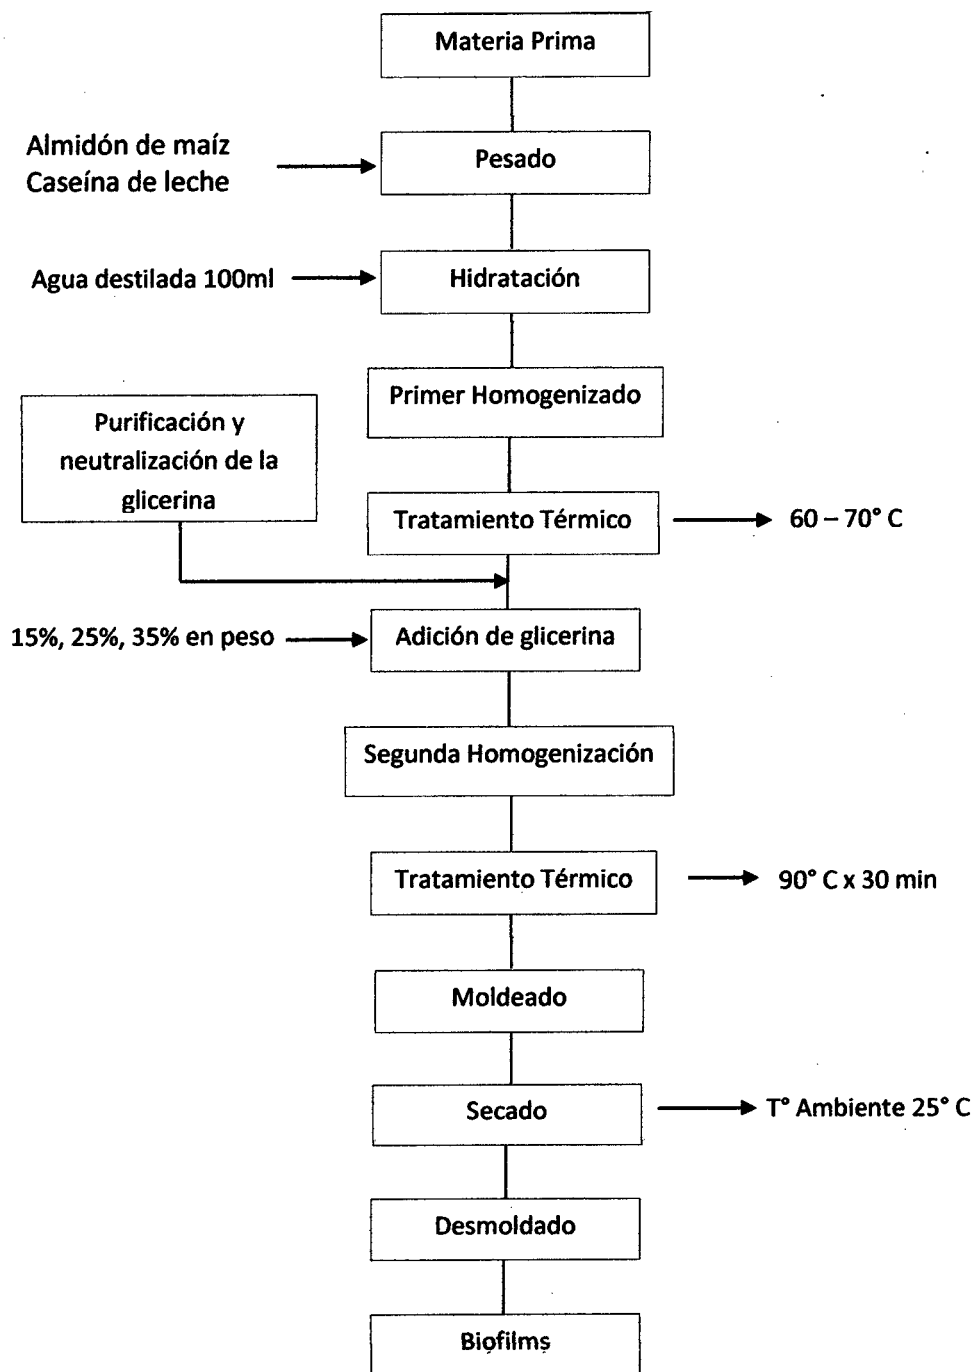 Materia Prima
Almidón de maíz
Caseína de leche
Pesado
Agua destilada 100ml
Hidratación
Primer Homogenizado
Purificación y
neutralización de la
glicerina
Tratamiento Térmico
60 – 70° C
15%, 25%, 35% en peso
Adición de glicerina
Segunda Homogenización
Tratamiento Térmico
90° C x 30 min
Moldeado
Secado
T° Ambiente 25° C
Desmoldado
Biofilms